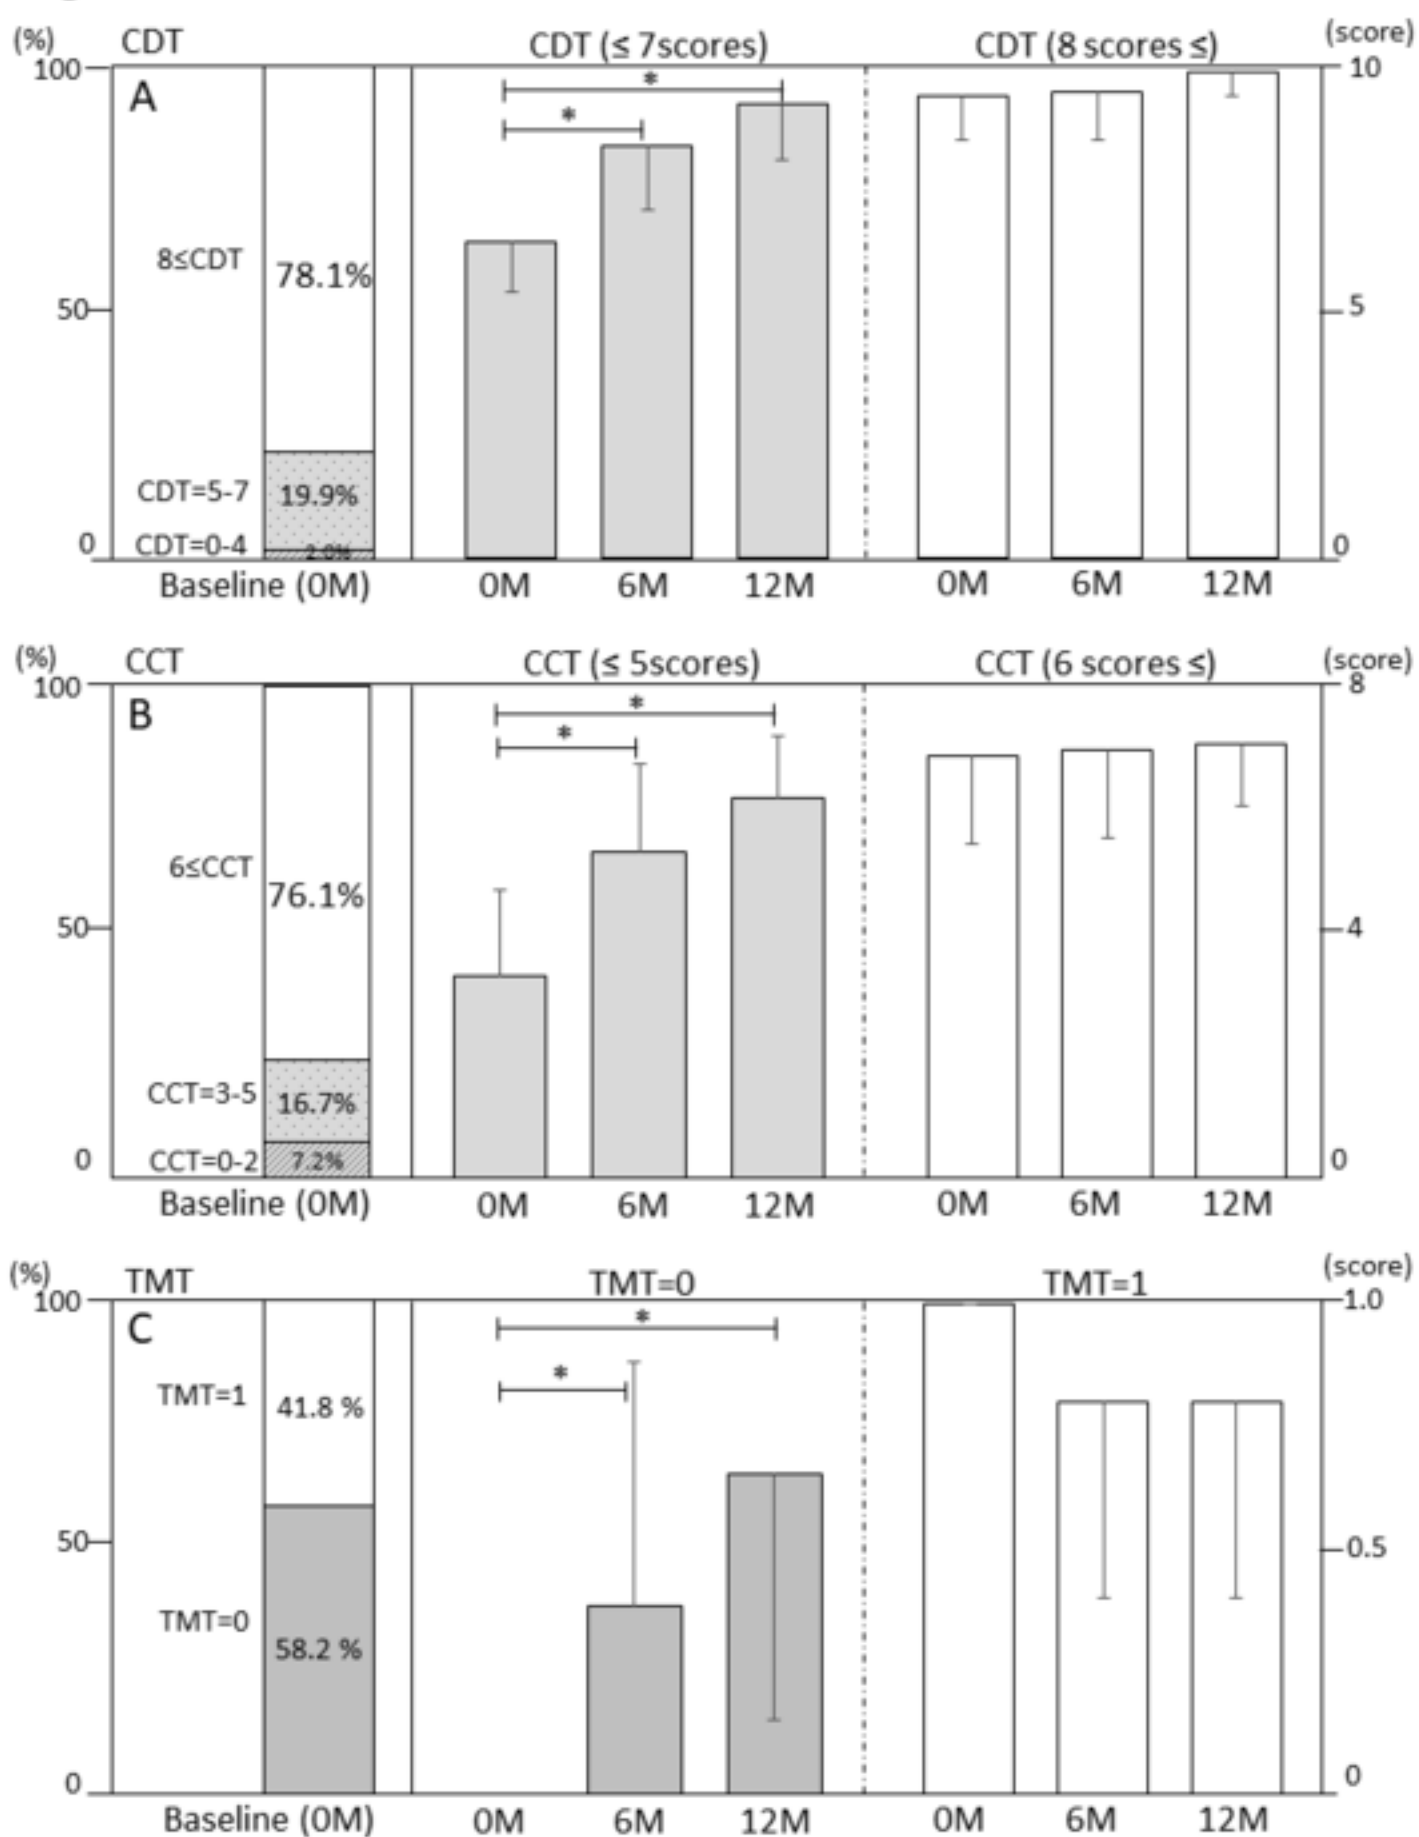 (%) CDT CDT (≤ 7scores) CDT (8 scores ≤) (score)
100 A * 10
*
8≤CDT 78.1%
50 5
CDT=5-7 19.9%
0 CDT=0-4 2.0% 0
Baseline (0M) 0M 6M 12M 0M 6M 12M
(%) CCT CCT (≤ 5scores) CCT (6 scores ≤) (score)
100 B * 8
*
6≤CCT 76.1%
50 4
CCT=3-5 16.7%
0 CCT=0-2 7.2% 0
Baseline (0M) 0M 6M 12M 0M 6M 12M
(%) TMT TMT=0 TMT=1 (score)
100 C * 1.0
*
TMT=1 41.8 %
50 0.5
TMT=0 58.2 %
0 0
Baseline (0M) 0M 6M 12M 0M 6M 12M